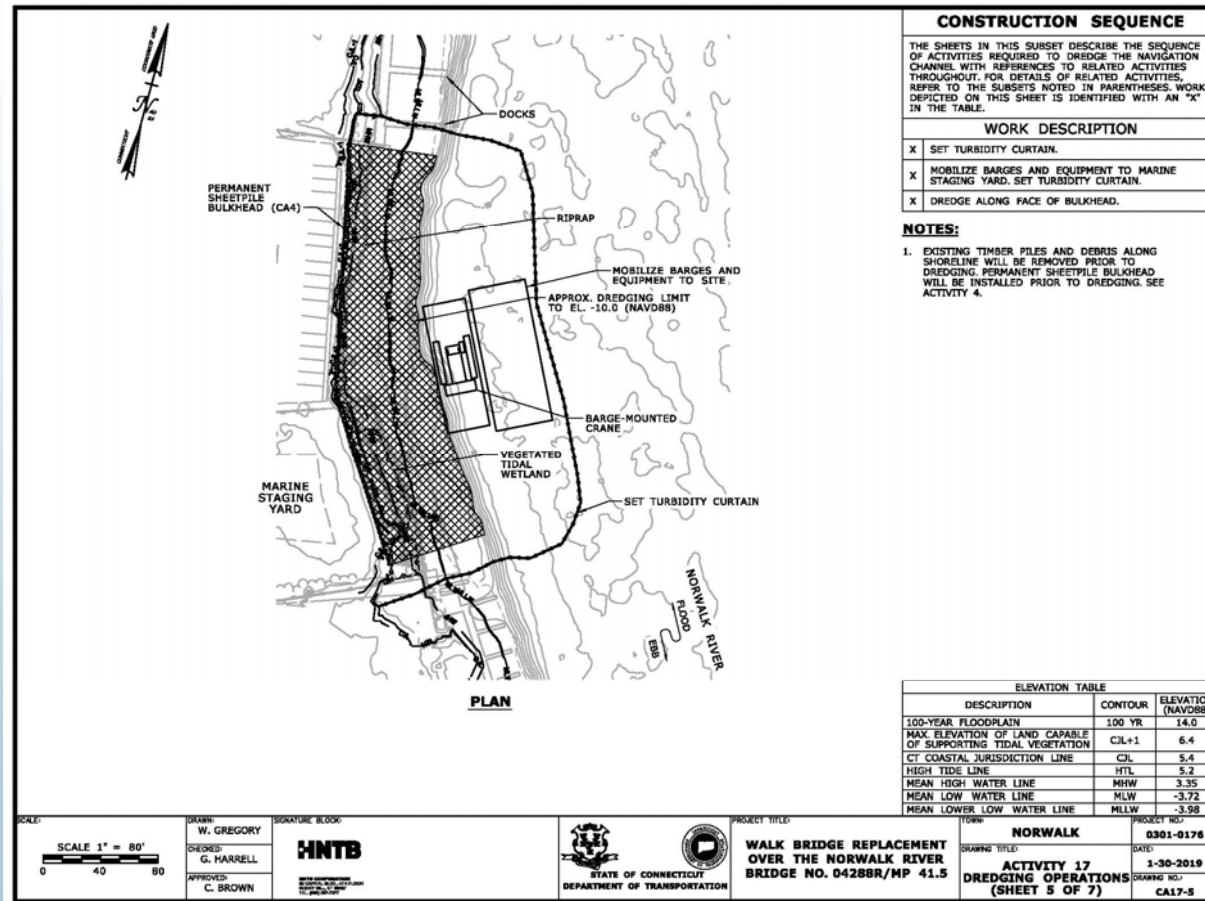 CONSTRUCTION SEQUENCE
THE SHEETS IN THIS SUBSET DESCRIBE THE SEQUENCE
OF ACTIVITIES REQUIRED TO DREDGE THE NAVIGATION
CHANNEL WITH REFERENCES TO RELATED ACTIVITIES
THROUGHOUT. FOR DETAILS OF RELATED ACTIVITIES,
REFER TO THE SUBSETS NOTED IN PARENTHESES. WORK
DEPICTED ON THIS SHEET IS IDENTIFIED WITH AN "X"
IN THE TABLE.
WORK DESCRIPTION
X SET TURBIDITY CURTAIN.
X MOBILIZE BARGES AND EQUIPMENT TO MARINE
STAGING YARD. SET TURBIDITY CURTAIN.
X DREDGE ALONG FACE OF BULKHEAD.
NOTES:
1. EXISTING TIMBER PILES AND DEBRIS ALONG
SHORELINE WILL BE REMOVED PRIOR TO
DREDGING. PERMANENT SHEETPILE BULKHEAD
WILL BE INSTALLED PRIOR TO DREDGING. SEE
ACTIVITY 4.
N
DOCKS
PERMANENT
SHEETPILE
BULKHEAD (CA4)
RIPRAP
MOBILIZE BARGES AND
EQUIPMENT TO SITE
APPROX. DREDGING LIMIT
TO EL. -10.0 (NAVD88)
BARGE-MOUNTED
CRANE
VEGETATED
TIDAL
WETLAND
MARINE
STAGING
YARD
SET TURBIDITY CURTAIN
NORWALK RIVER
FLOOD
EBB
PLAN
ELEVATION TABLE
DESCRIPTION CONTOUR ELEVATION (NAVD88
100-YEAR FLOODPLAIN 100 YR 14.0
MAX. ELEVATION OF LAND CAPABLE
OF SUPPORTING TIDAL VEGETATION CJL+1 6.4
CT COASTAL JURISDICTION LINE CJL 5.4
HIGH TIDE LINE HTL 5.2
MEAN HIGH WATER LINE MHW 3.35
MEAN LOW WATER LINE MLW -3.72
MEAN LOWER LOW WATER LINE MLLW -3.98
SCALE:
SCALE 1" = 80'
0 40 80
DRAWN:
W. GREGORY
CHECKED:
G. HARRELL
APPROVED:
C. BROWN
SIGNATURE BLOCK:
HNTB
HNTB CORPORATION
STATE OF CONNECTICUT
DEPARTMENT OF TRANSPORTATION
PROJECT TITLE:
WALK BRIDGE REPLACEMENT
OVER THE NORWALK RIVER
BRIDGE NO. 04288R/MP 41.5
TOWN:
NORWALK
DRAWING TITLE:
ACTIVITY 17
DREDGING OPERATIONS
(SHEET 5 OF 7)
PROJECT NO.:
0301-0176
DATE:
1-30-2019
DRAWING NO.:
CA17-5